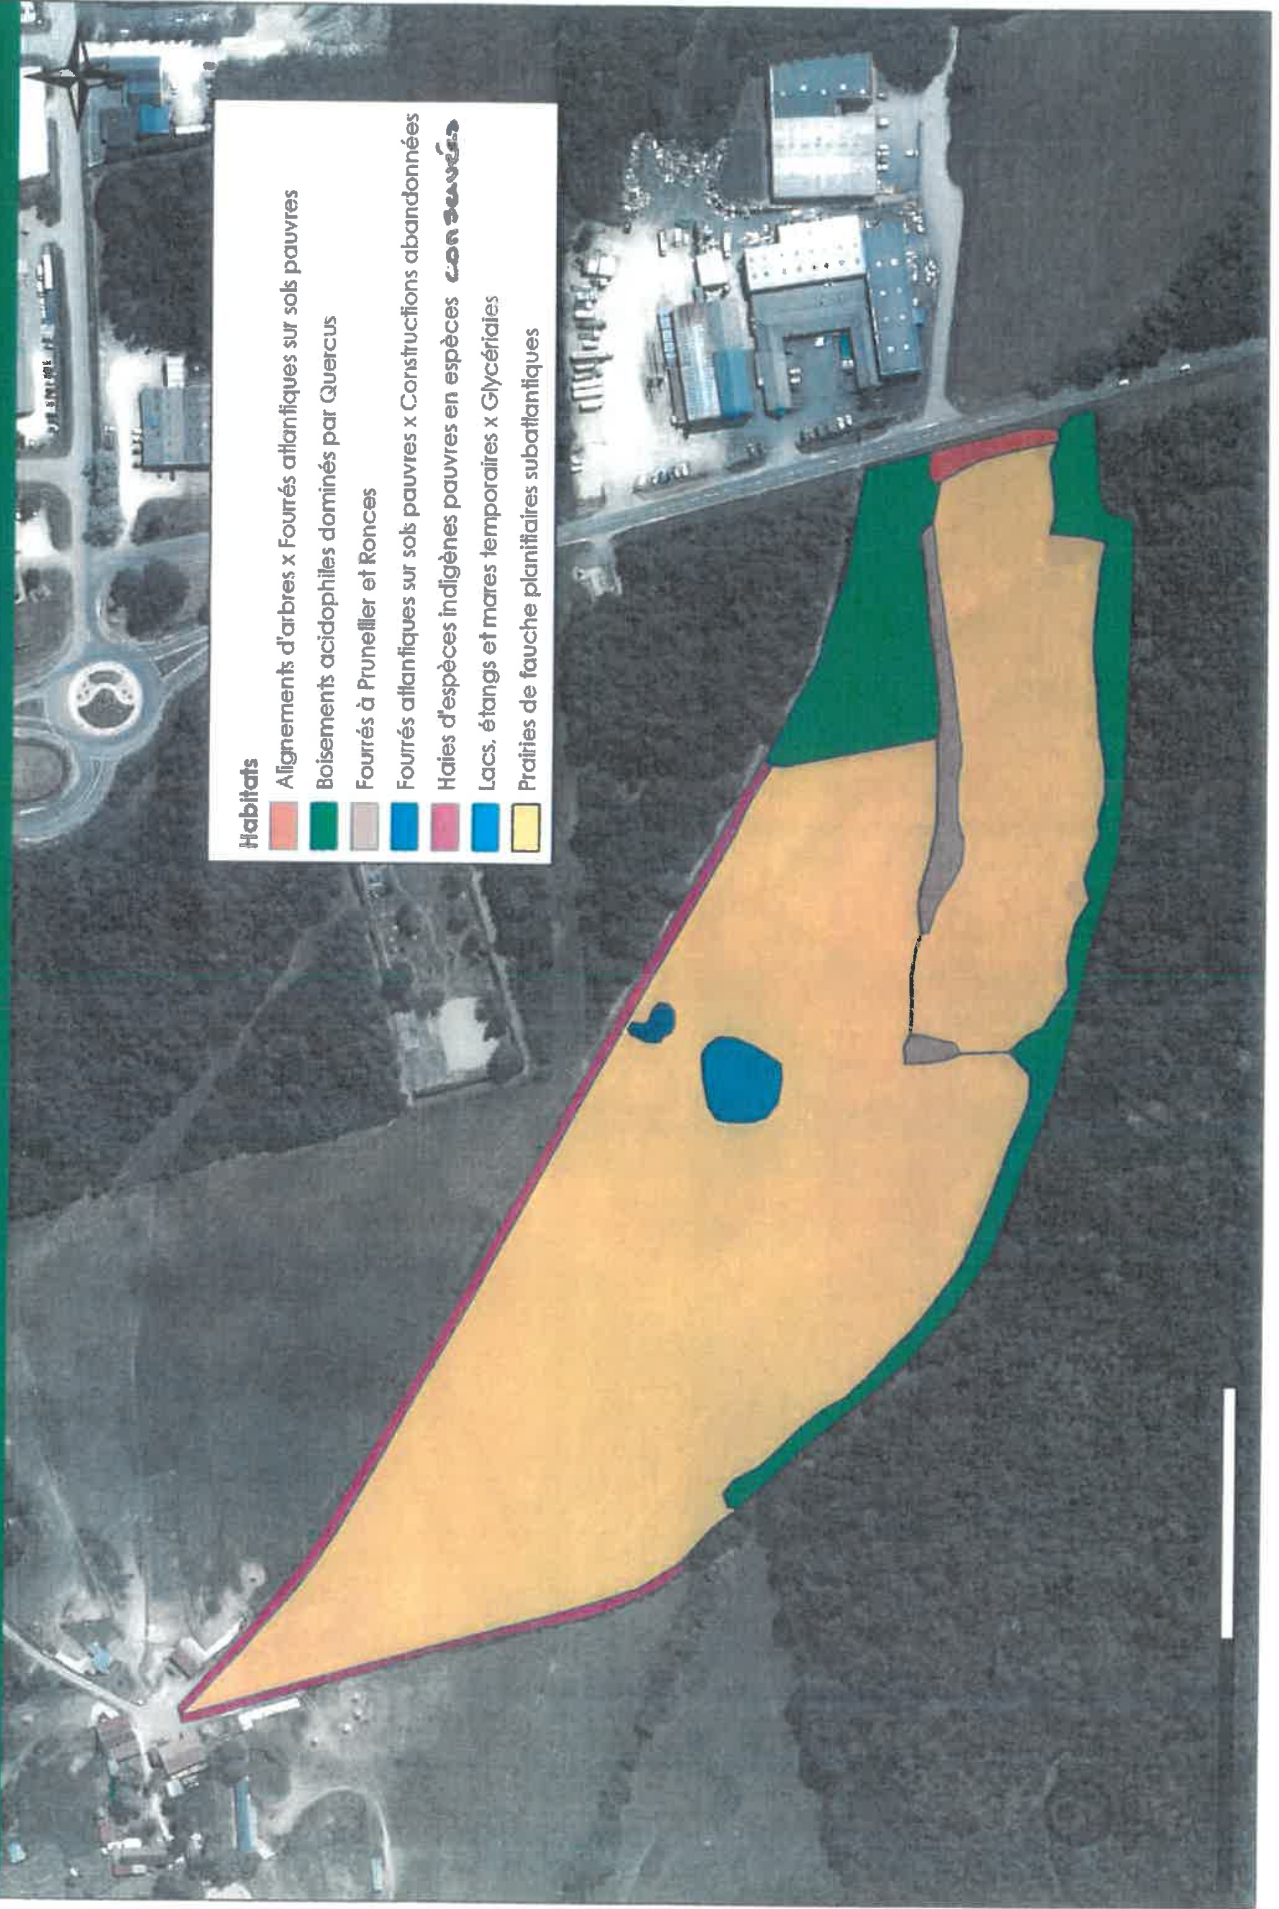 Habitats
Alignements d'arbres x Fourrés atlantiques sur sols pauvres
Boisements acidophiles dominés par Quercus
Fourrés à Prunellier et Ronces
Fourrés atlantiques sur sols pauvres x Constructions abandonnées
Haies d'espèces indigènes pauvres en espèces conservées
Lacs, étangs et mares temporaires x Glycériaies
Prairies de fauche planitiaires subatlantiques